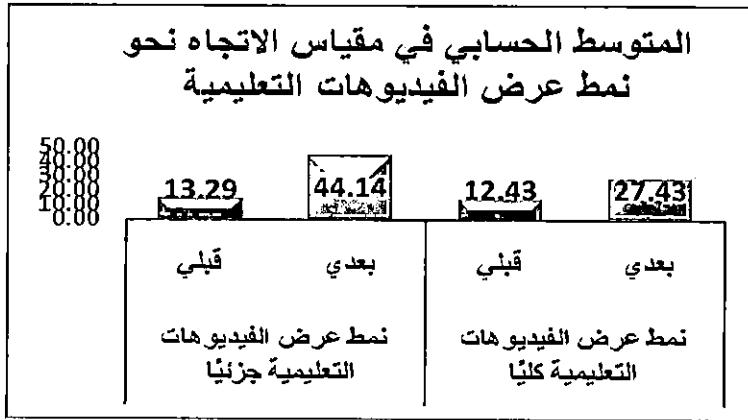 المتوسط الحسابي في مقياس الاتجاه نحو
نمط عرض الفيديوهات التعليمية
50.00
40.00
30.00
20.00
10.00
0.00
13.29
44.14
12.43
27.43
قبلي
بعدي
قبلي
بعدي
نمط عرض الفيديوهات
التعليمية جزئيًا
نمط عرض الفيديوهات
التعليمية كليًا